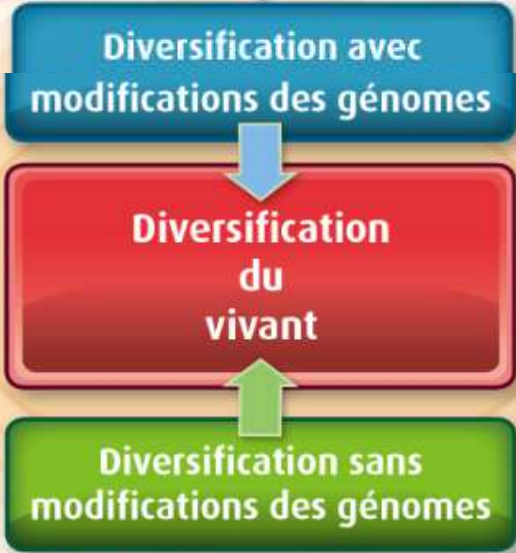 Diversification avec
modifications des génomes
Diversification
du
vivant
Diversification sans
modifications des génomes